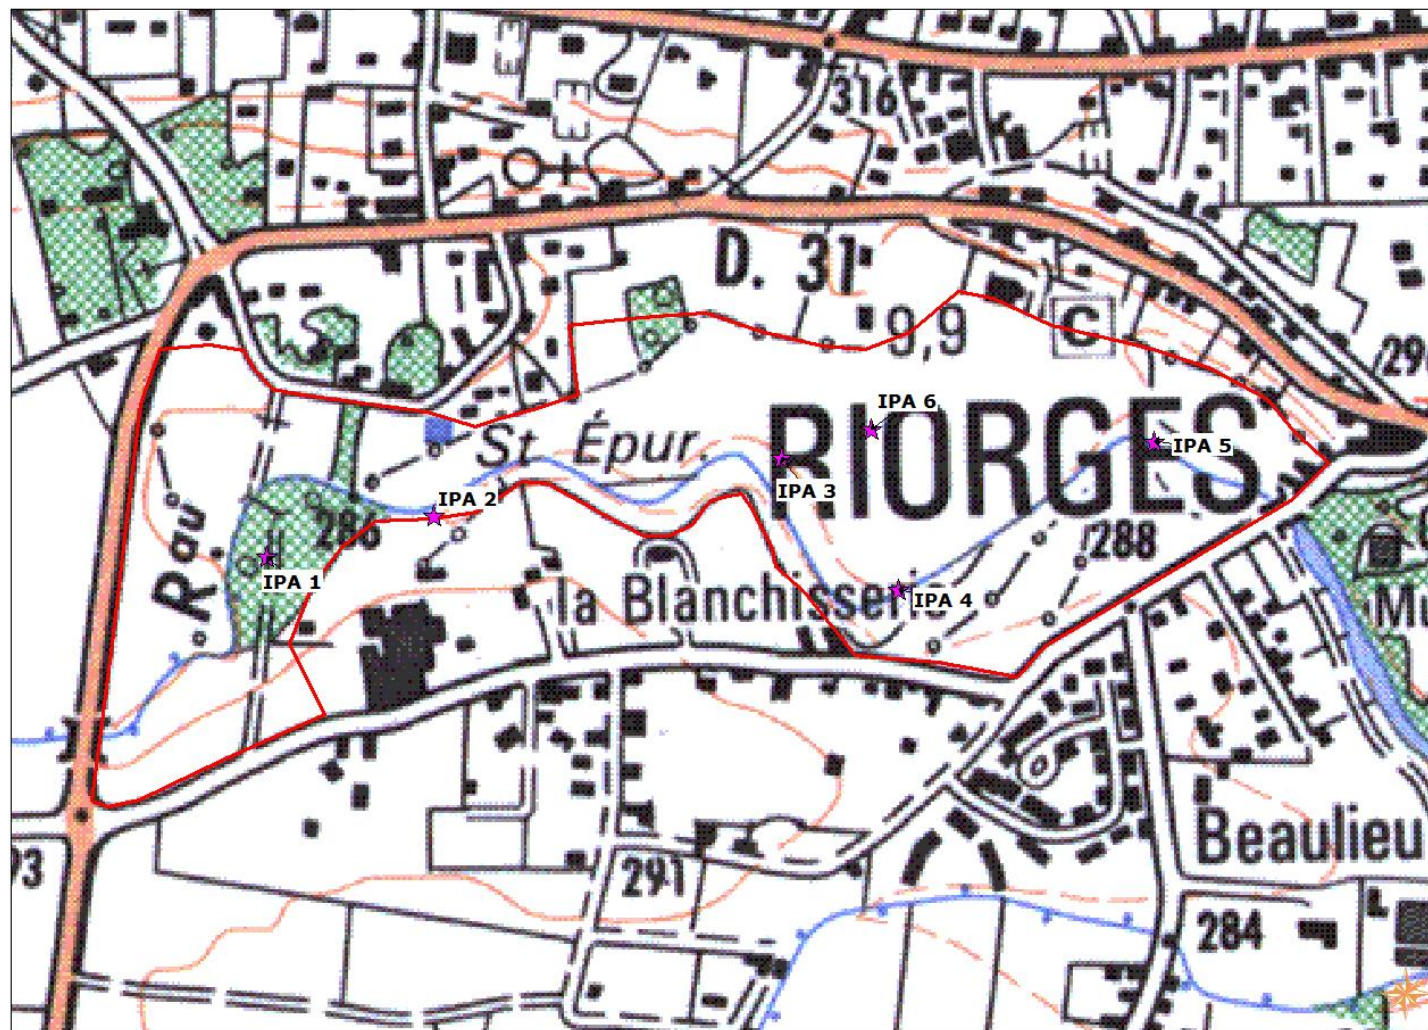 316
D. 31
9,9
C
29
IPA 6
RIORGES
St Épur.
IPA 5
IPA 3
IPA 2
286
288
Rau
IPA 1
la Blanchisserie
IPA 4
M
Beaulieu
93
291
284